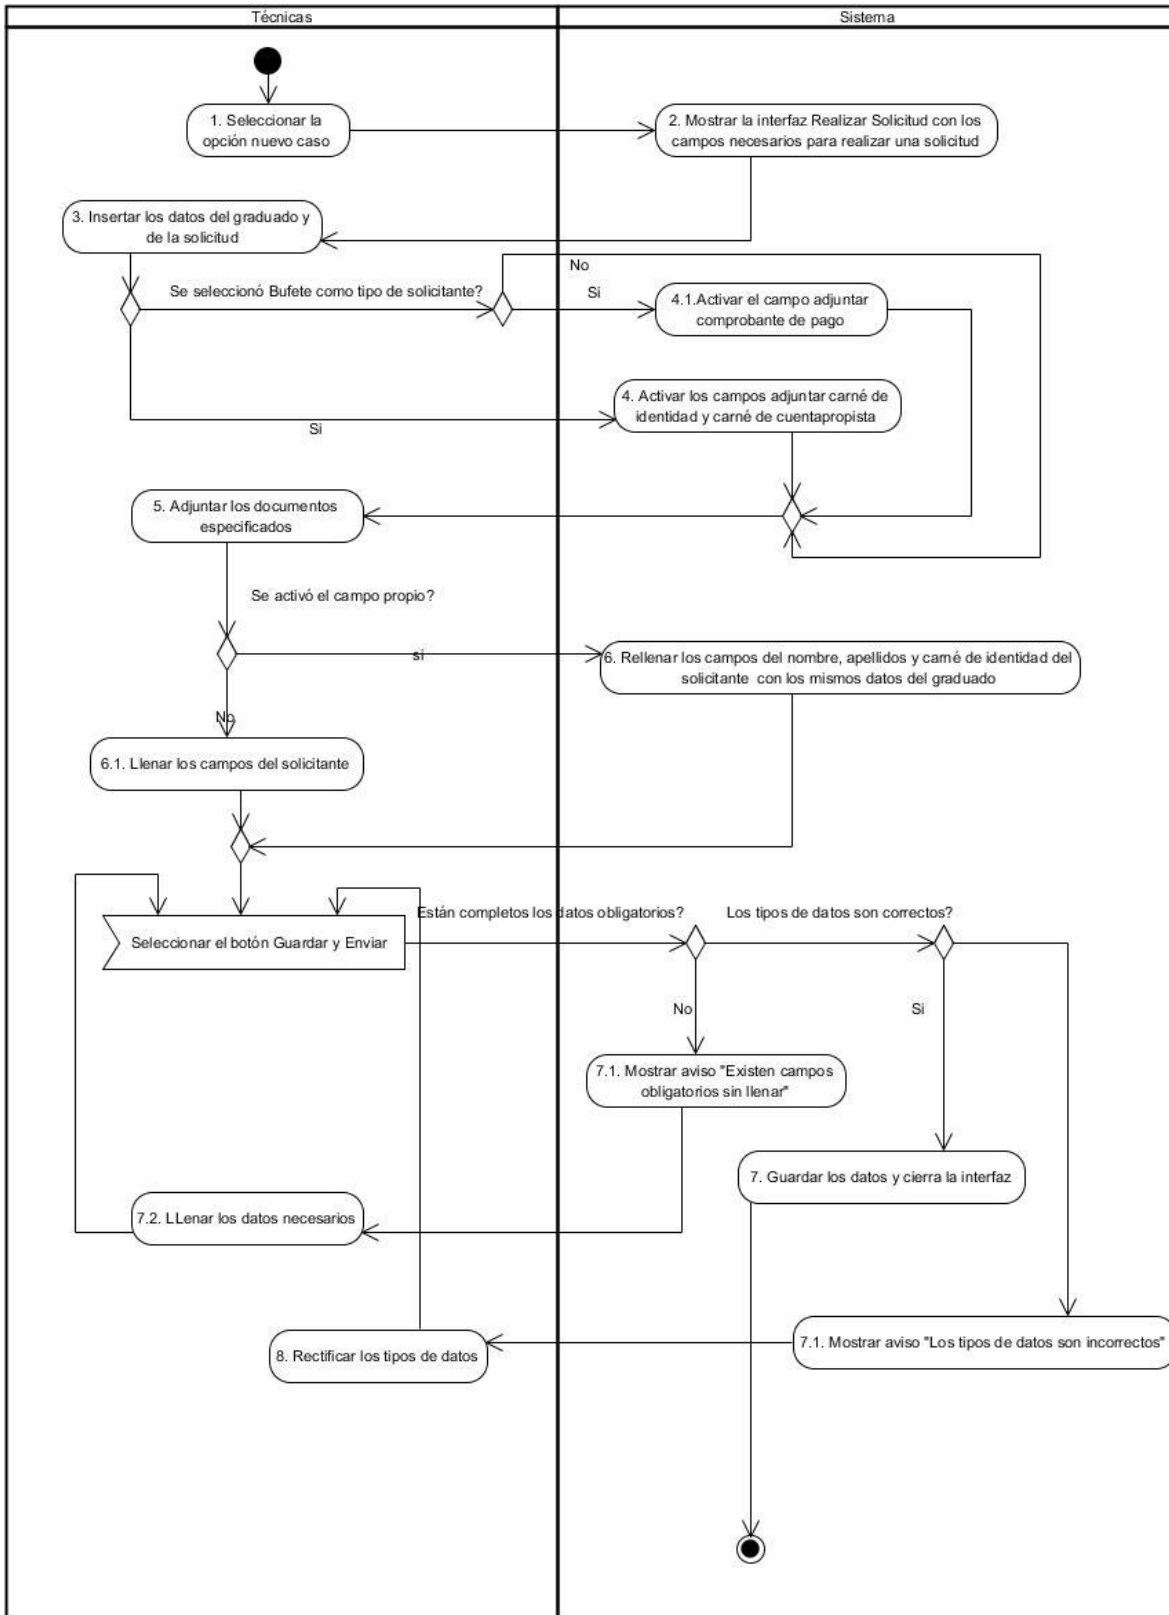 Técnicas
Sistema
1. Seleccionar la
opción nuevo caso
2. Mostrar la interfaz Realizar Solicitud con los
campos necesarios para realizar una solicitud
3. Insertar los datos del graduado y
de la solicitud
No
Se seleccionó Bufete como tipo de solicitante?
Si
4.1.Activar el campo adjuntar
comprobante de pago
4. Activar los campos adjuntar carné de
identidad y carné de cuentapropista
Si
5. Adjuntar los documentos
especificados
Se activó el campo propio?
sí
6. Rellenar los campos del nombre, apellidos y carné de identidad del
solicitante con los mismos datos del graduado
No
6.1. Llenar los campos del solicitante
Están completos los datos obligatorios?
Los tipos de datos son correctos?
Seleccionar el botón Guardar y Enviar
No
Si
7.1. Mostrar aviso "Existen campos
obligatorios sin llenar"
7. Guardar los datos y cierra la interfaz
7.2. LLenar los datos necesarios
7.1. Mostrar aviso "Los tipos de datos son incorrectos"
8. Rectificar los tipos de datos